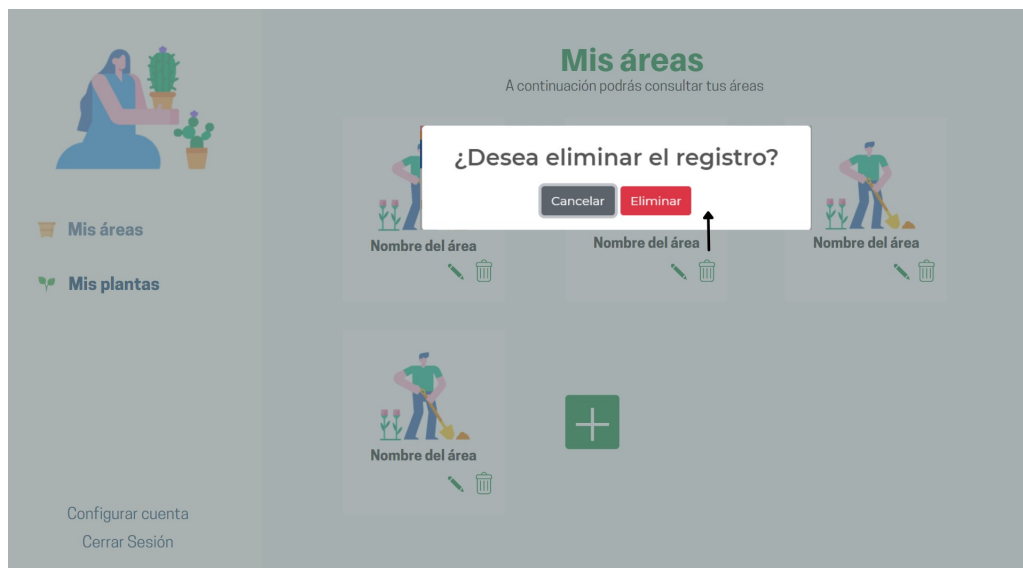 Mis áreas
A continuación podrás consultar tus áreas
¿Desea eliminar el registro?
Cancelar
Eliminar
Mis áreas
Mis plantas
Nombre del área
Nombre del área
Nombre del área
Nombre del área
Configurar cuenta
Cerrar Sesión